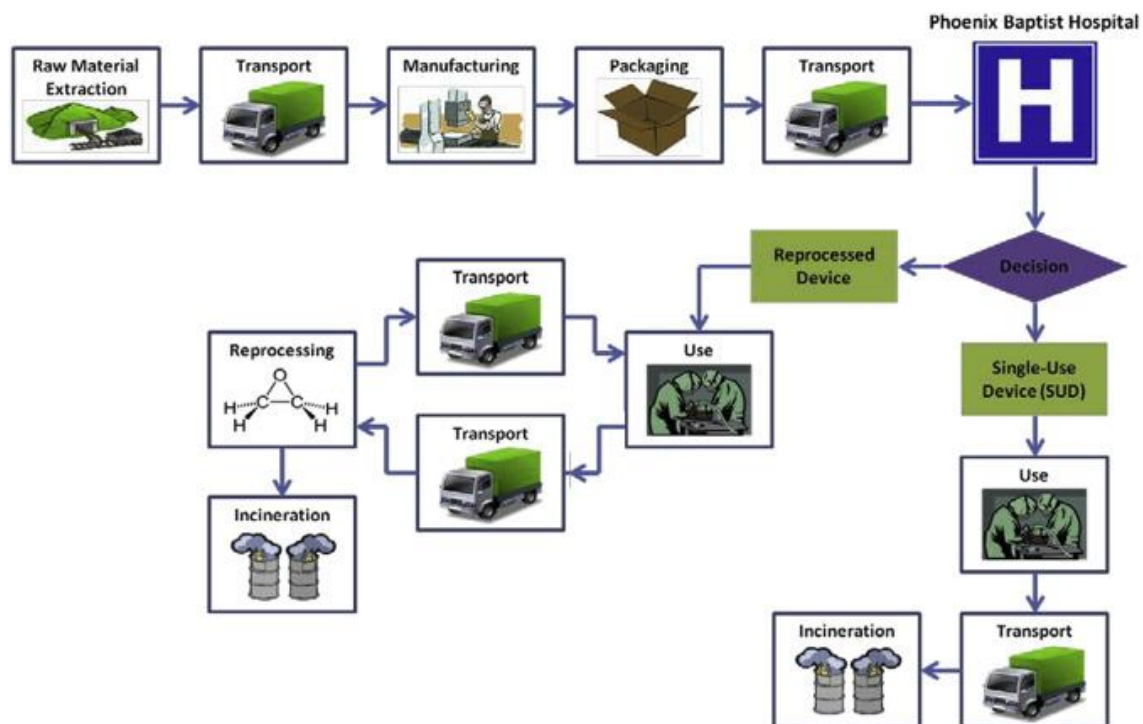 Phoenix Baptist Hospital
Raw Material
Extraction
Transport
Manufacturing
Packaging
Transport
H
Decision
Reprocessed
Device
Single-Use
Device (SUD)
Transport
Use
Reprocessing
O
H C C H
H H
Transport
Incineration
Use
Transport
Incineration